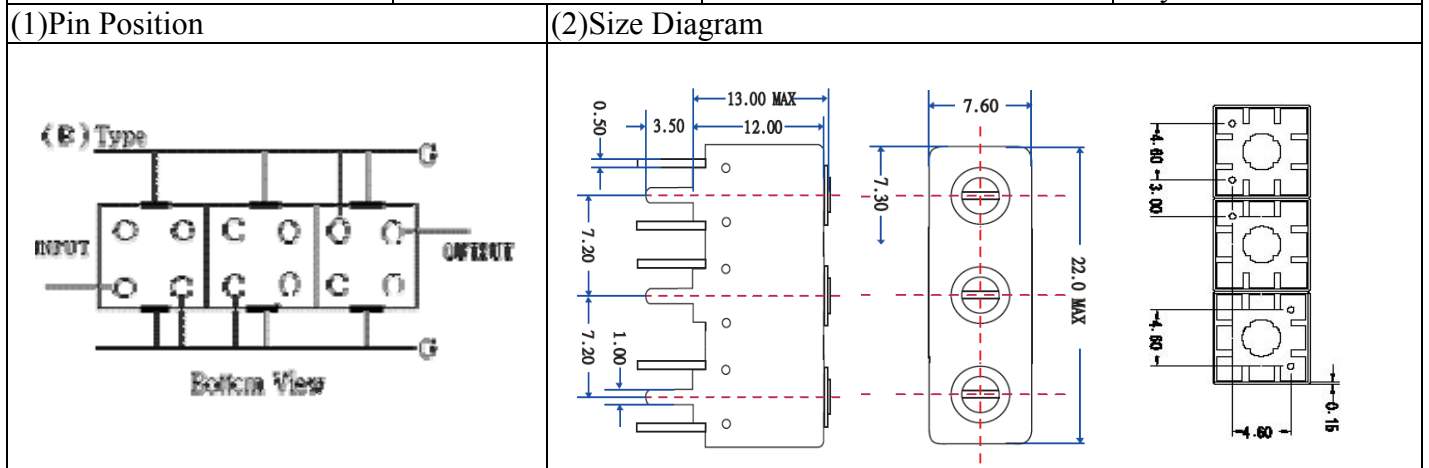 (1)Pin Position
(2)Size Diagram
(B)Type
G
INPUT
OUTPUT
G
Bottom View
13.00 MAX
0.50
3.50
12.00
7.20
7.20
1.00
7.60
7.30
22.0 MAX
4.60
3.00
4.60
0.15
4.60